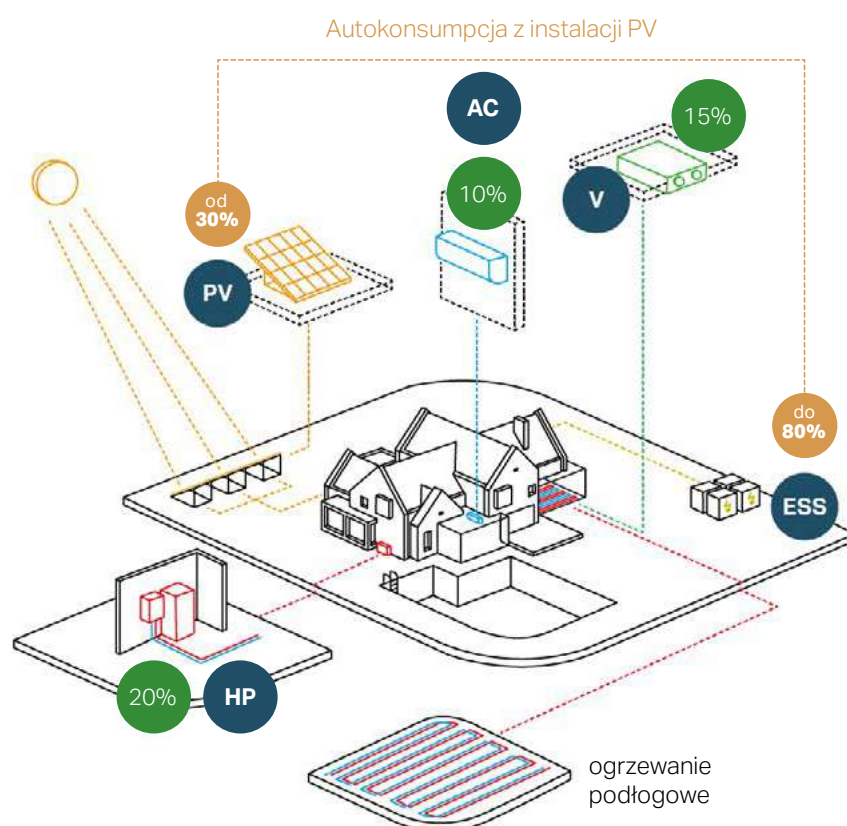 Autokonsumpcja z instalacji PV
AC
15%
10%
V
od
30%
PV
do
80%
ESS
20%
HP
ogrzewanie
podłogowe